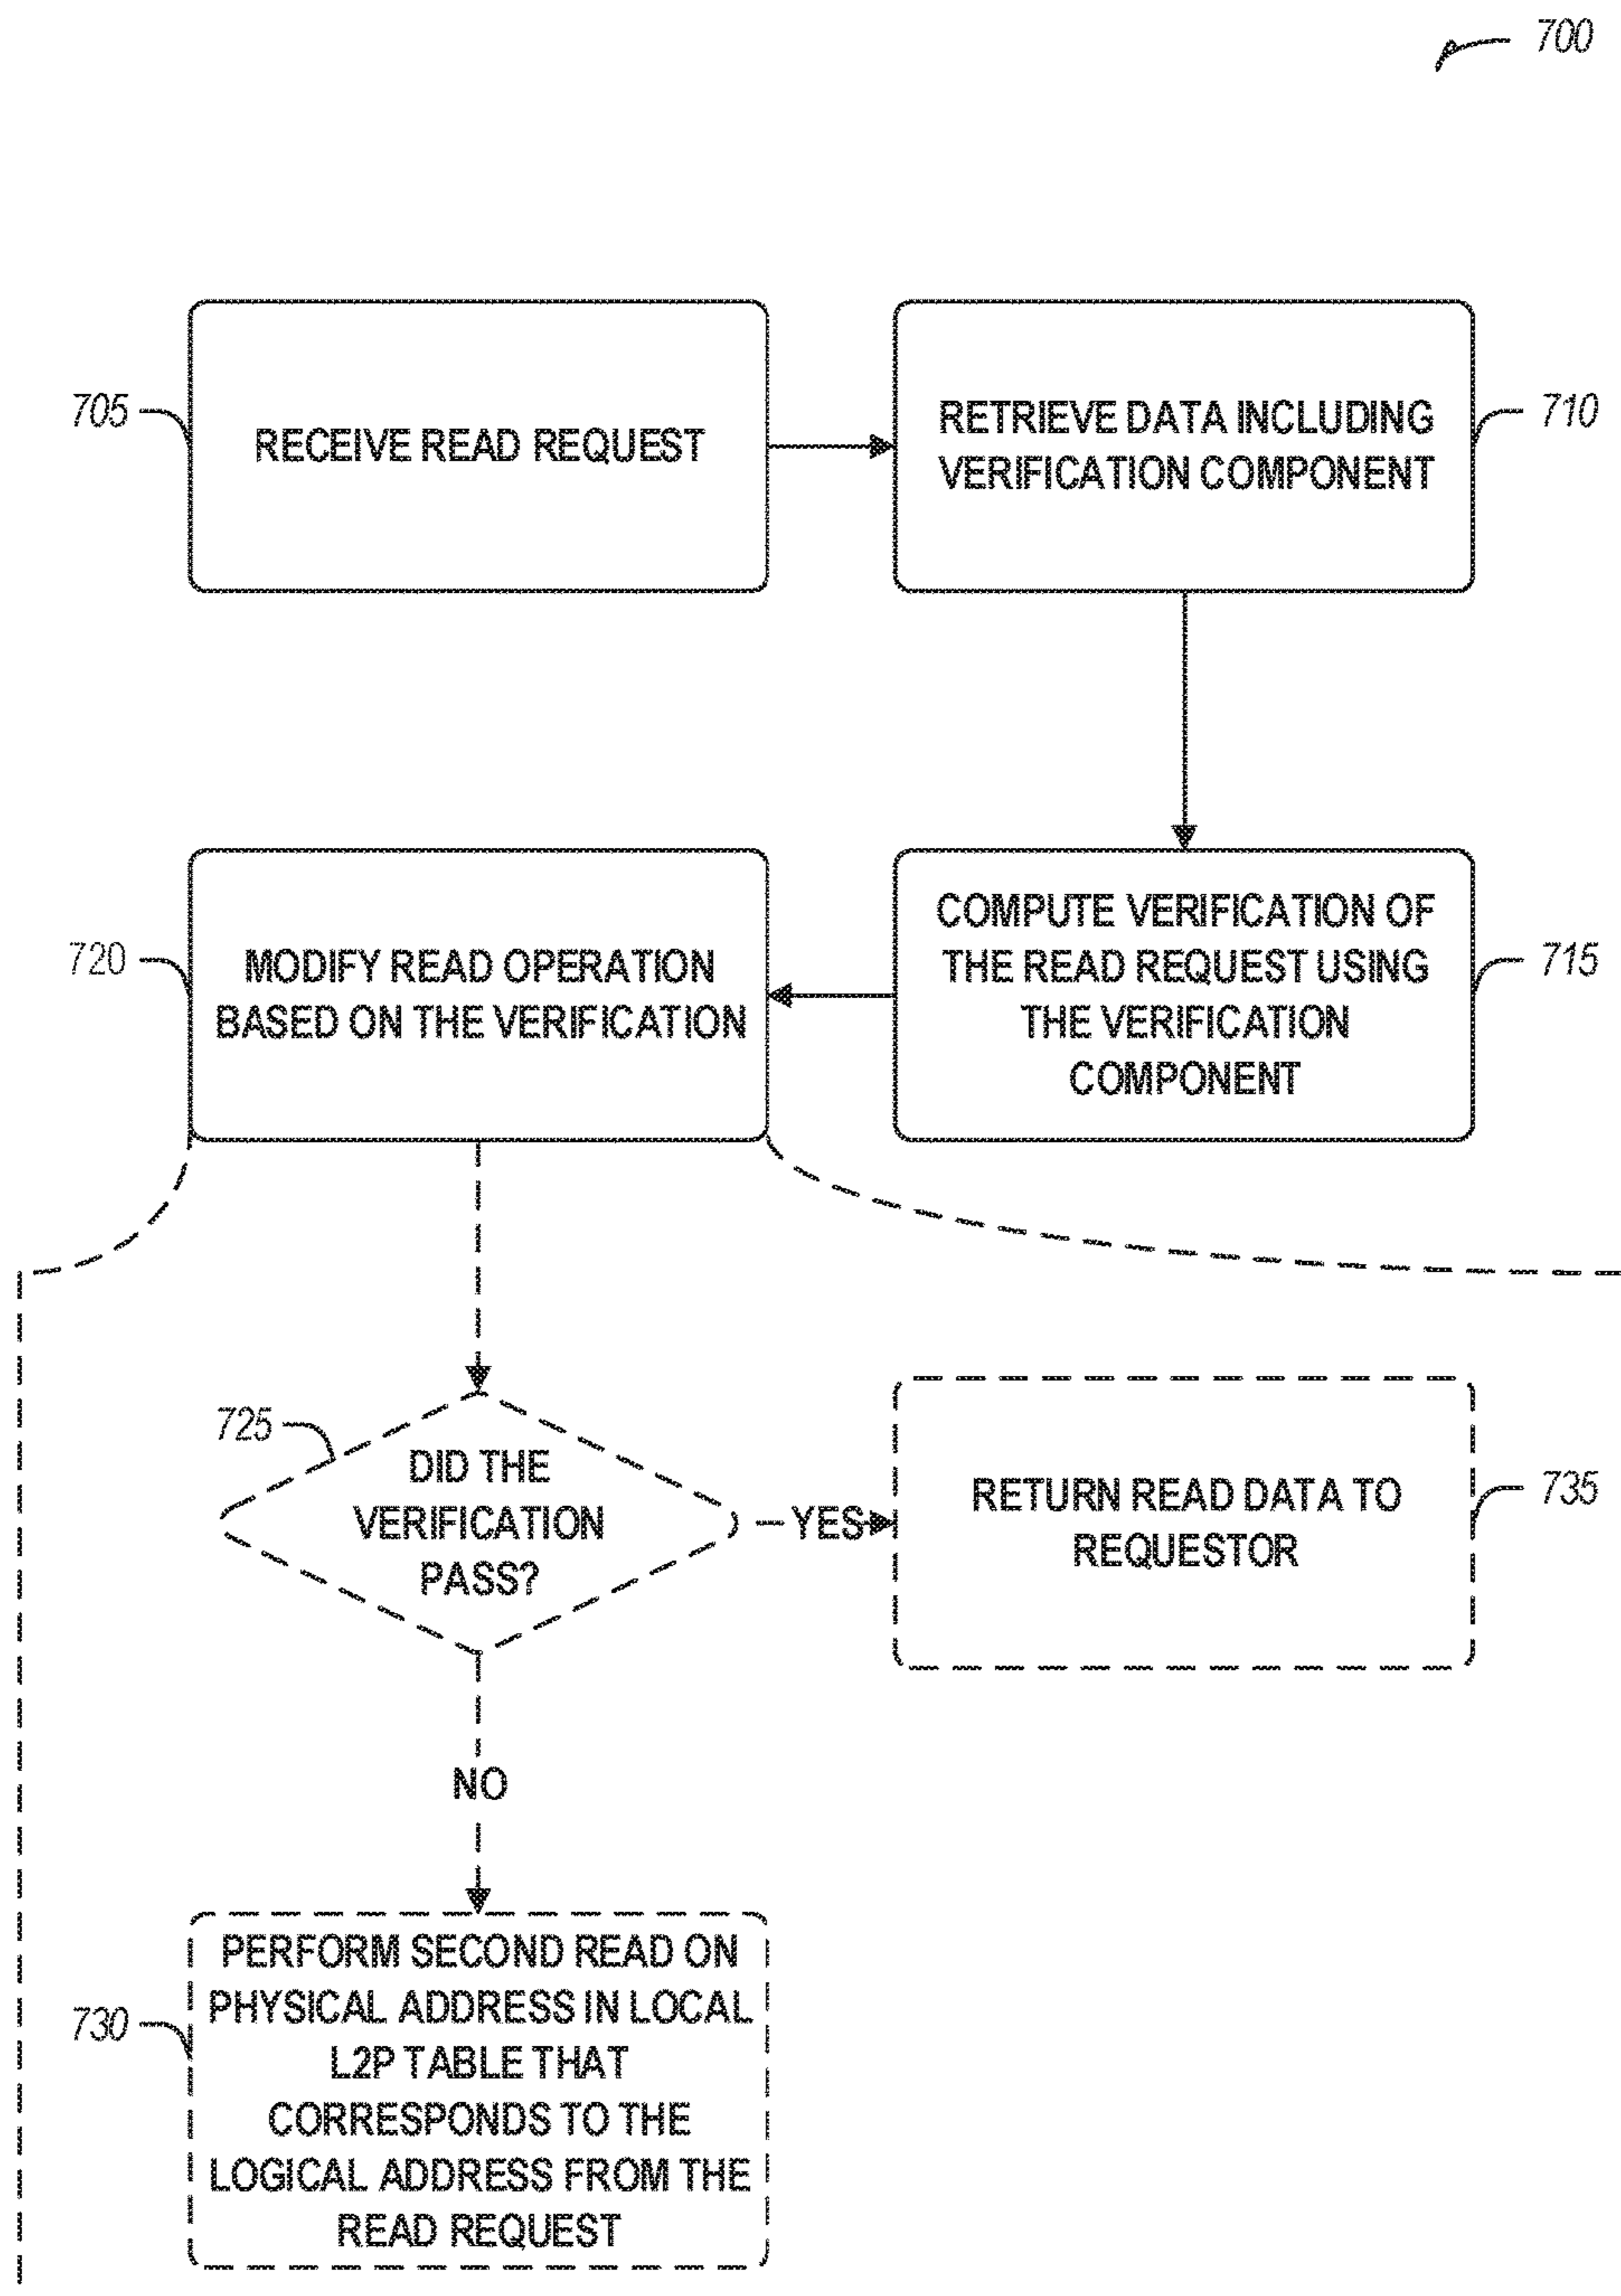 700
705
RECEIVE READ REQUEST
RETRIEVE DATA INCLUDING
VERIFICATION COMPONENT
710
720
MODIFY READ OPERATION
BASED ON THE VERIFICATION
COMPUTE VERIFICATION OF
THE READ REQUEST USING
THE VERIFICATION
COMPONENT
715
725
DID THE
VERIFICATION
PASS?
YES
RETURN READ DATA TO
REQUESTOR
735
NO
730
PERFORM SECOND READ ON
PHYSICAL ADDRESS IN LOCAL
L2P TABLE THAT
CORRESPONDS TO THE
LOGICAL ADDRESS FROM THE
READ REQUEST